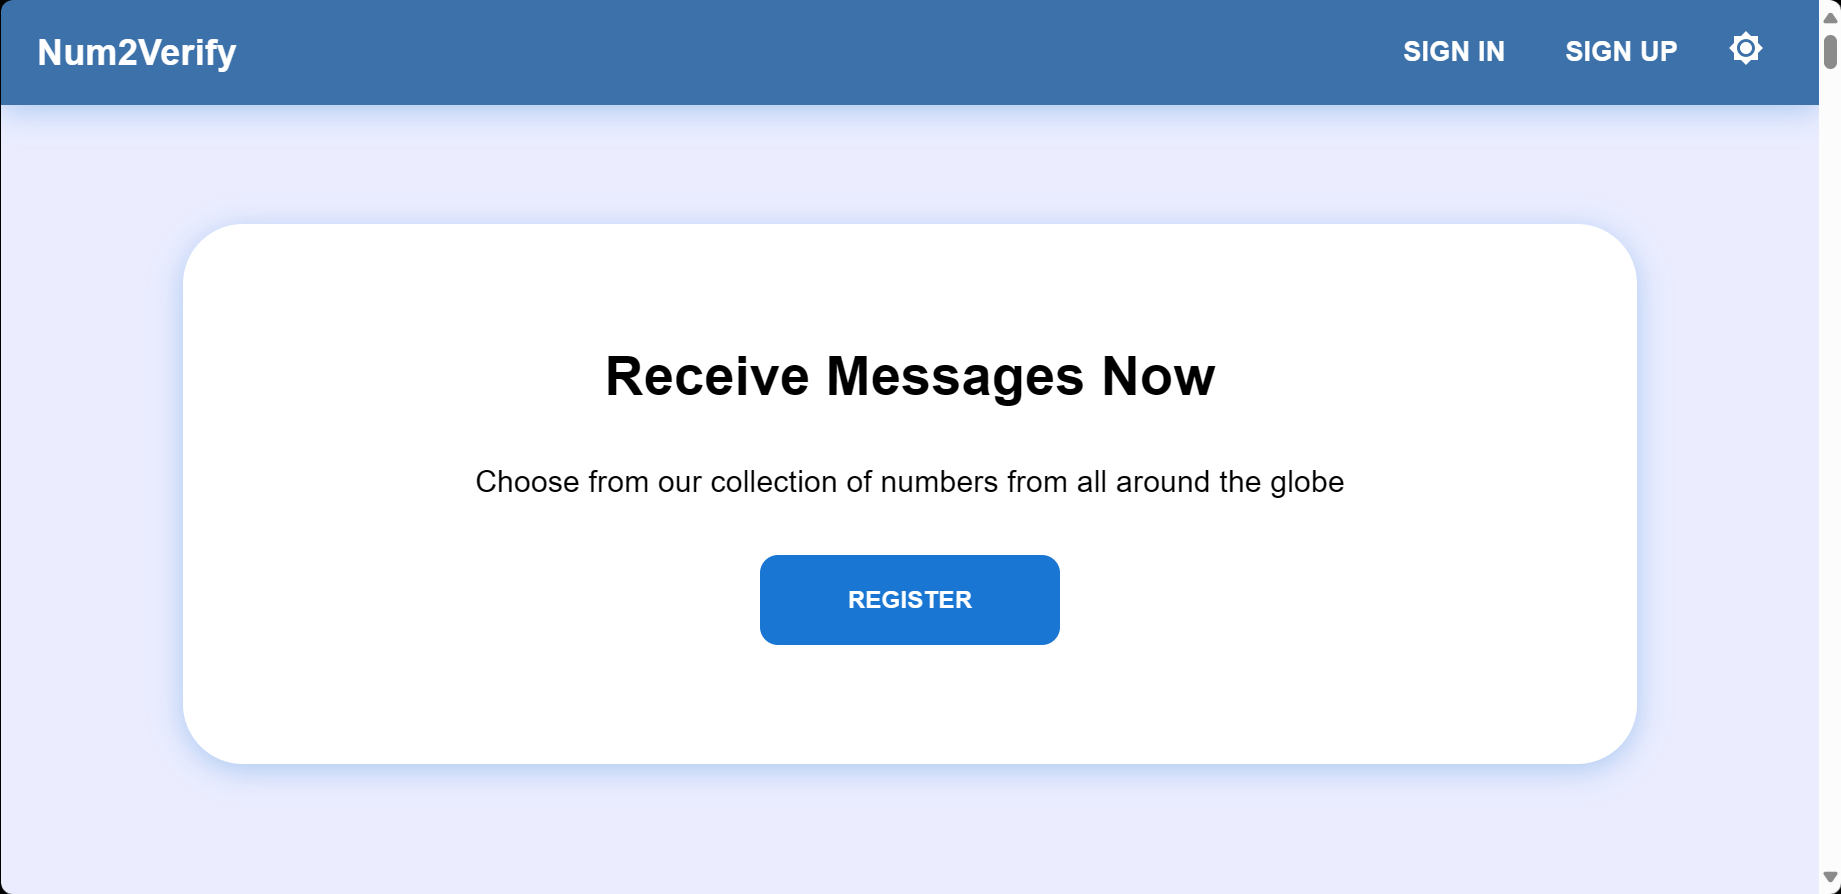 Num2Verify
SIGN IN
SIGN UP
Receive Messages Now
Choose from our collection of numbers from all around the globe
REGISTER